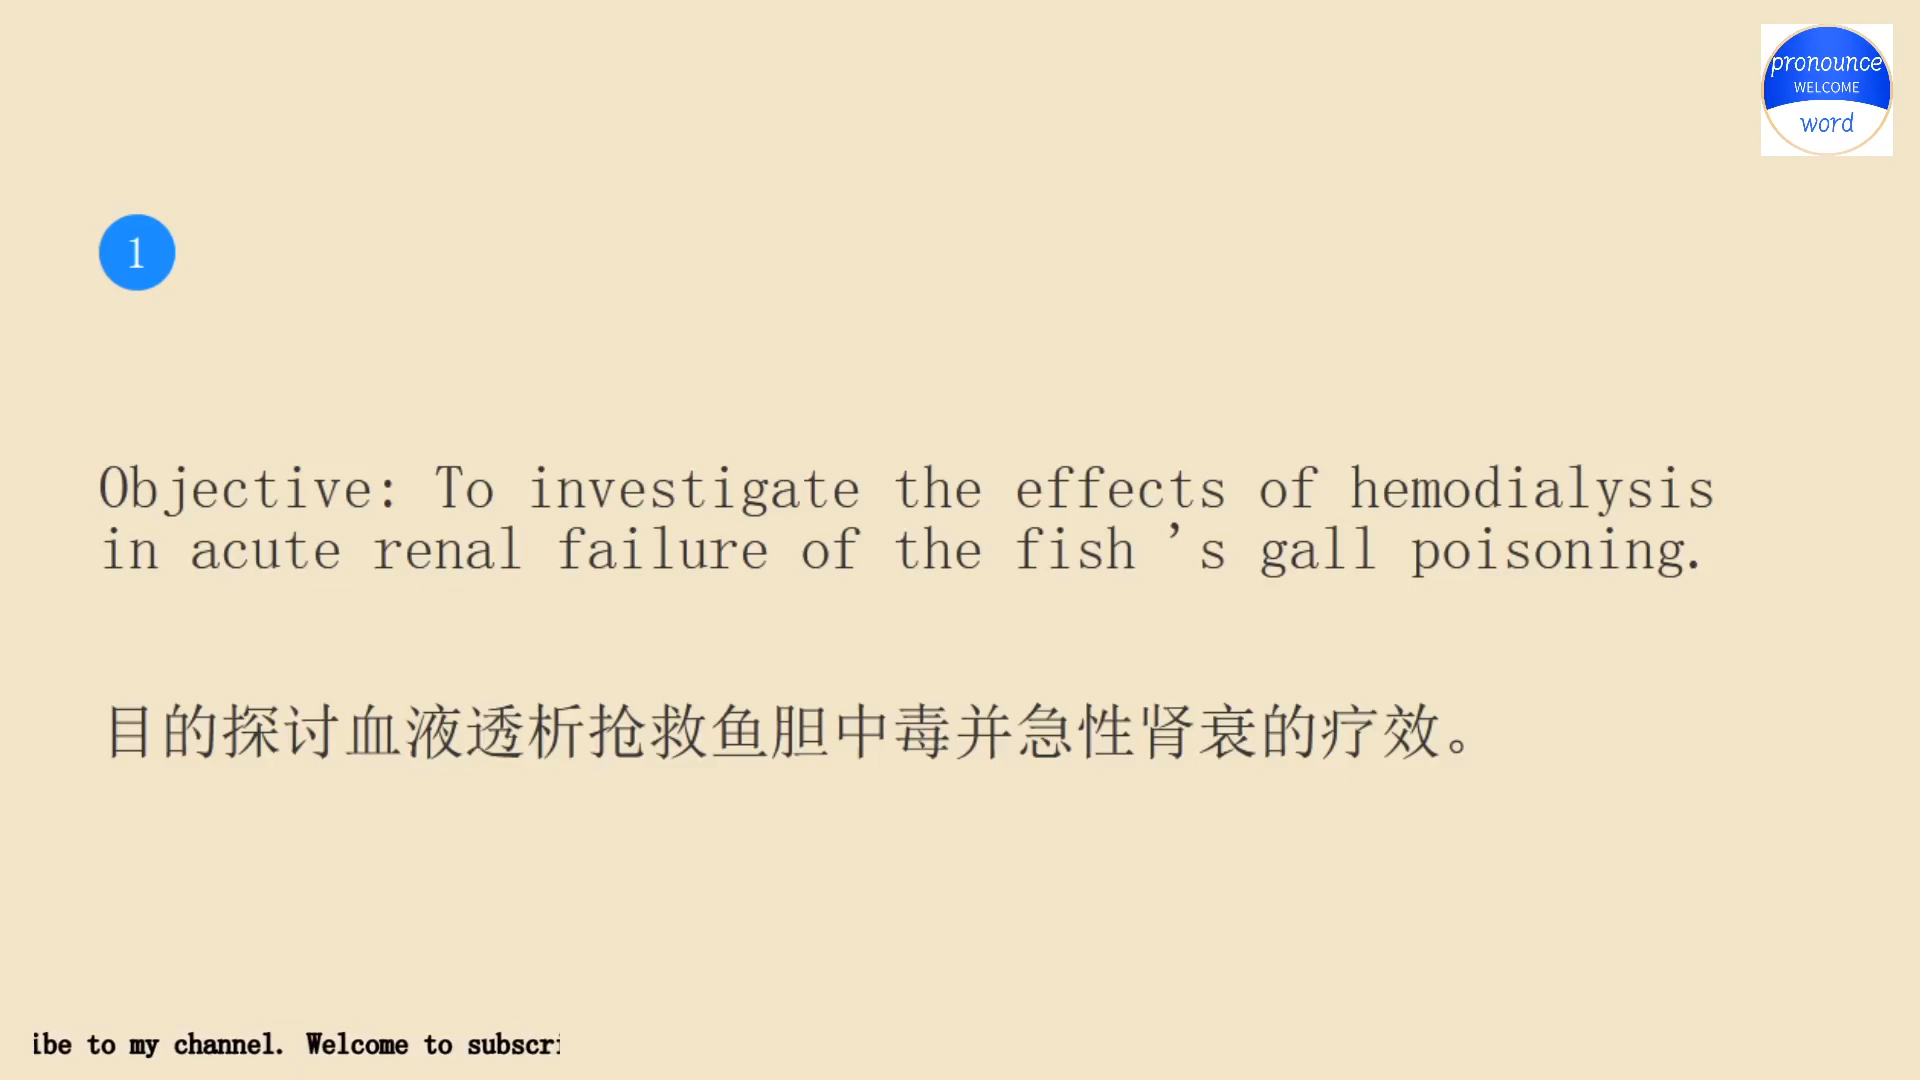 pronounce
WELCOME
word
1
Objective: To investigate the effects of hemodialysis
in acute renal failure of the fish 's gall poisoning.
目的探讨血液透析抢救鱼胆中毒并急性肾衰的疗效。
ibe to my channel. Welcome to subscri